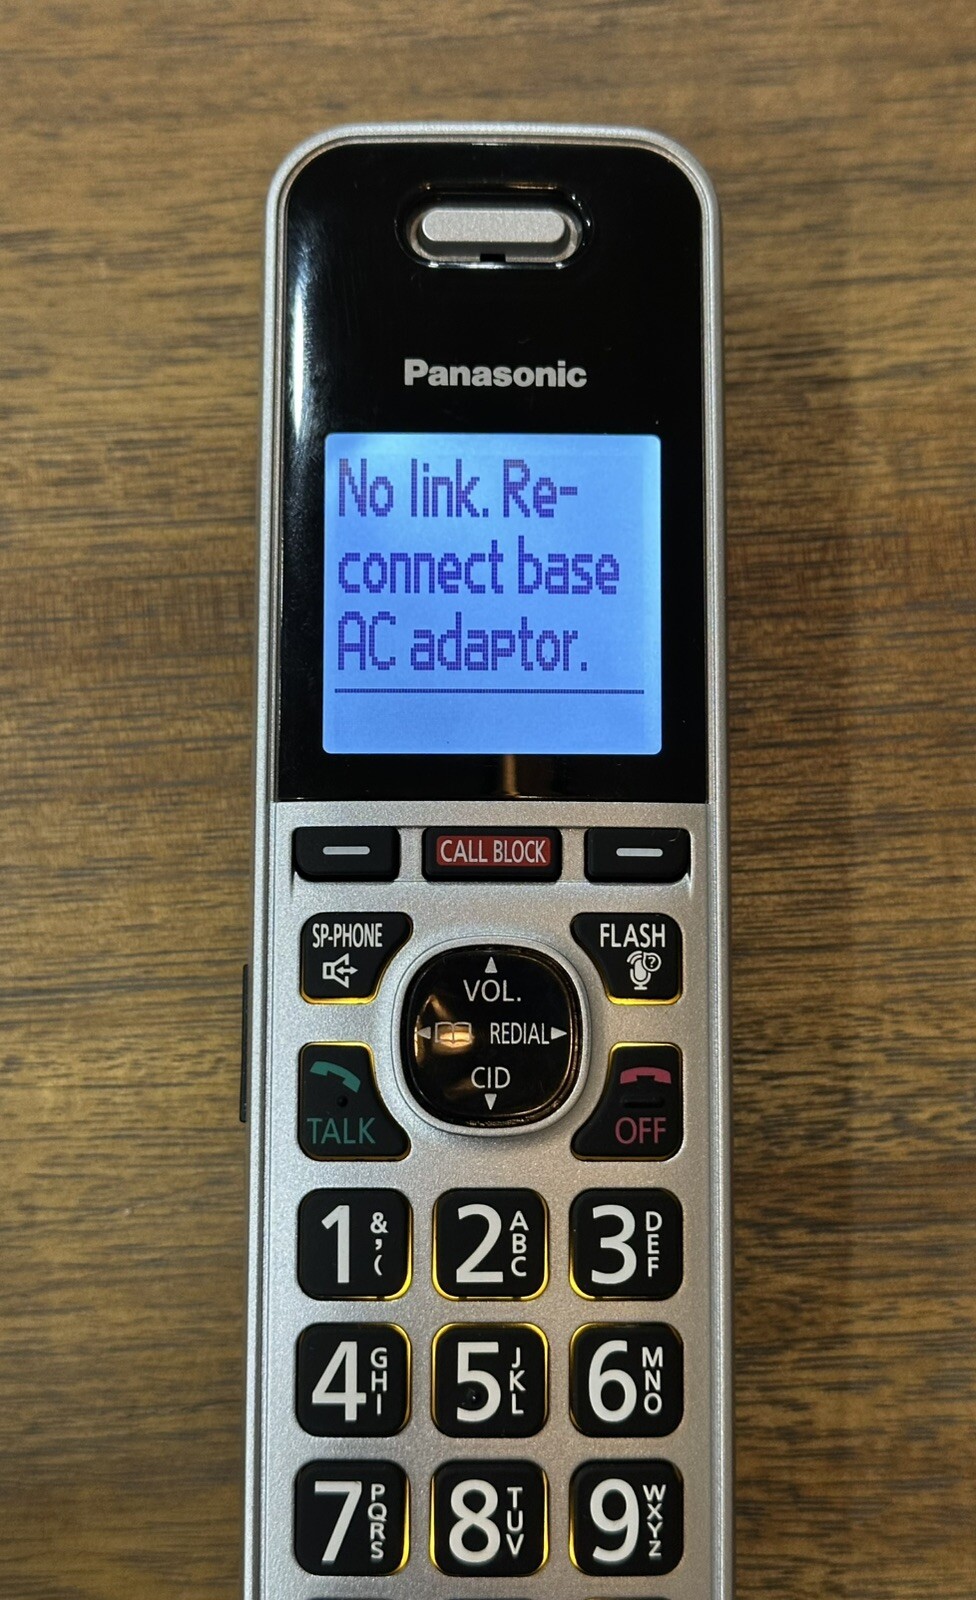 Panasonic
No link. Re-
connect base
AC adaptor.
CALL BLOCK
SP-PHONE
FLASH
?
VOL.
REDIAL
CID
TALK
OFF
1 & ' (
2 ABC
3 DEF
4 GHI
5 JKL
6 MNO
7 PQRS
8 TUV
9 WXYZ